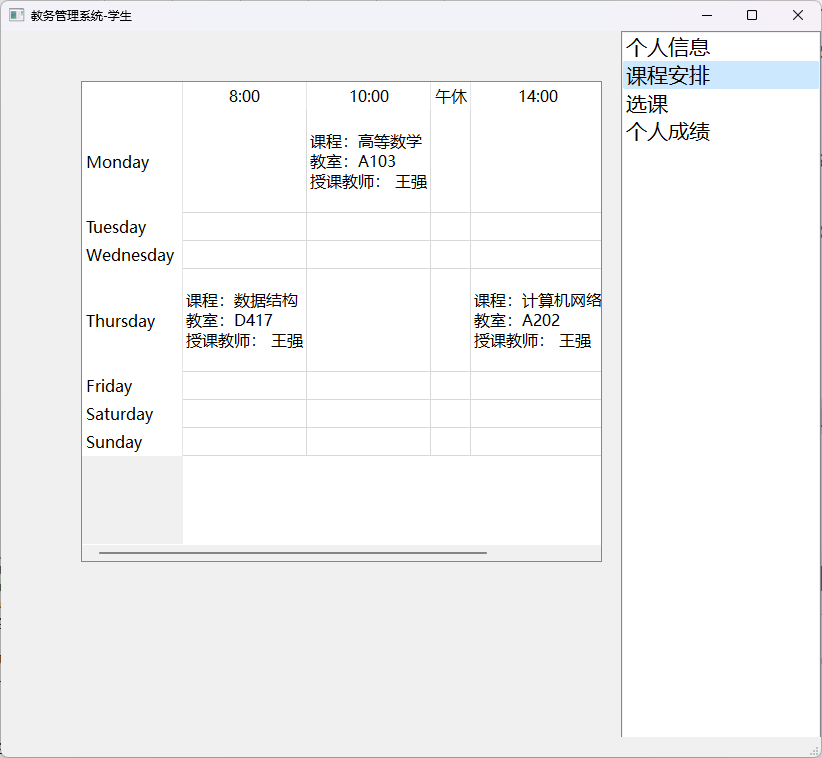 教务管理系统-学生
8:00 10:00 午休 14:00
Monday
课程：高等数学
教室：A103
授课教师： 王强
Tuesday
Wednesday
Thursday
课程：数据结构
教室：D417
授课教师： 王强
课程：计算机网络
教室：A202
授课教师： 王强
Friday
Saturday
Sunday
个人信息
课程安排
选课
个人成绩